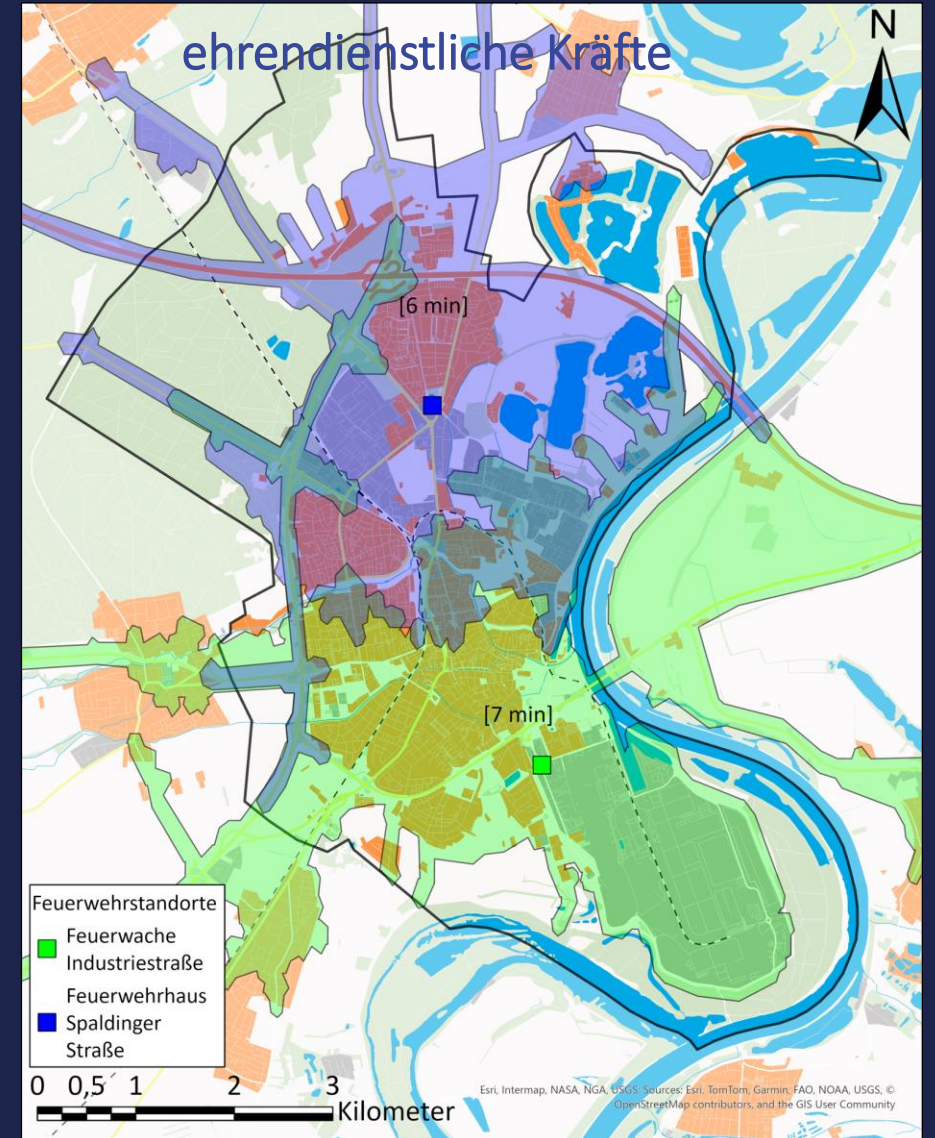 ehrendienstliche Kräfte
N
[6 min]
[7 min]
Feuerwehrstandorte
Feuerwache
Industriestraße
Feuerwehrhaus
Spaldinger
Straße
0 0,5 1 2 3
Kilometer
Esri, Intermap, NASA, NGA, USGS Sources: Esri, TomTom, Garmin, FAO, NOAA, USGS, ©
OpenStreetMap contributors, and the GIS User Community